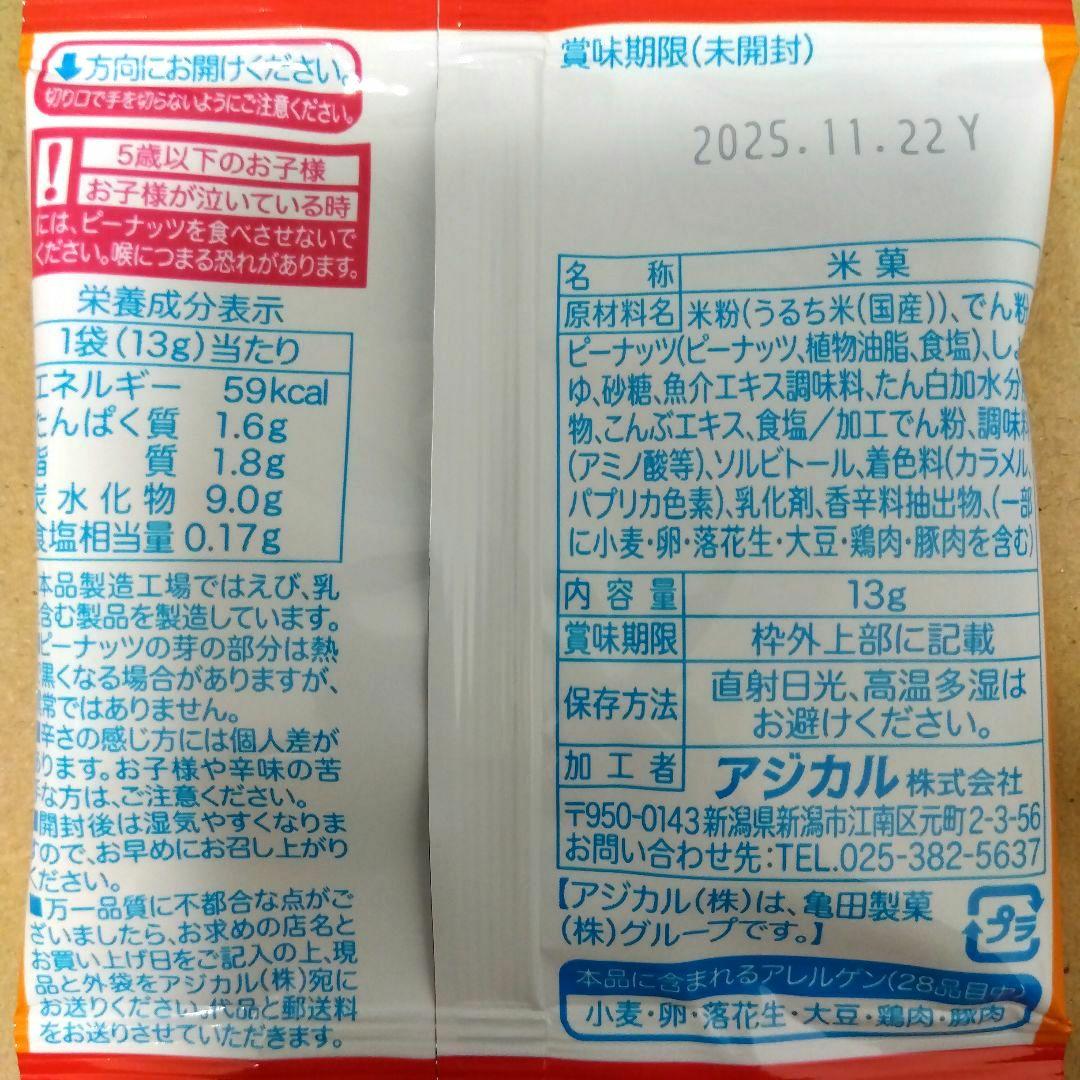 ⬇方向にお開けください。
切り口で手を切らないようにご注意ください。
!
5歳以下のお子様
お子様が泣いている時
には、ピーナッツを食べさせないで
ください。喉につまる恐れがあります。
栄養成分表示
1袋(13g)当たり
エネルギー 59kcal
たんぱく質 1.6g
脂質 1.8g
炭水化物 9.0g
食塩相当量 0.17g
本品製造工場ではえび、乳
含む製品を製造しています。
ピーナッツの芽の部分は熱
黒くなる場合がありますが、
常ではありません。
■辛さの感じ方には個人差が
あります。お子様や辛味の苦
手な方は、ご注意ください。
■開封後は湿気やすくなりま
すので、お早めにお召し上がり
ください。
■万一品質に不都合な点がご
ざいましたら、お求めの店名と
お買い上げ日をご記入の上、現
品と外袋をアジカル(株)宛に
お送りください。代品と郵送料
をお送りさせていただきます。
賞味期限(未開封)
2025.11.22Y
名称 米菓
原材料名 米粉(うるち米(国産))、でん粉
ピーナッツ(ピーナッツ、植物油脂、食塩)、しょ
ゆ、砂糖、魚介エキス調味料、たん白加水分
物、こんぶエキス、食塩/加工でん粉、調味料
(アミノ酸等)、ソルビトール、着色料(カラメル、
パプリカ色素)、乳化剤、香辛料抽出物、(一部
に小麦・卵・落花生・大豆・鶏肉・豚肉を含む)
内容量 13g
賞味期限 枠外上部に記載
保存方法 直射日光、高温多湿は
お避けください。
加工者 アジカル株式会社
〒950-0143新潟県新潟市江南区元町2-3-56
お問い合わせ先:TEL.025-382-5637
【アジカル(株)は、亀田製菓
(株)グループです。】
プラ
本品に含まれるアレルゲン(28品目中)
小麦・卵・落花生・大豆・鶏肉・豚肉